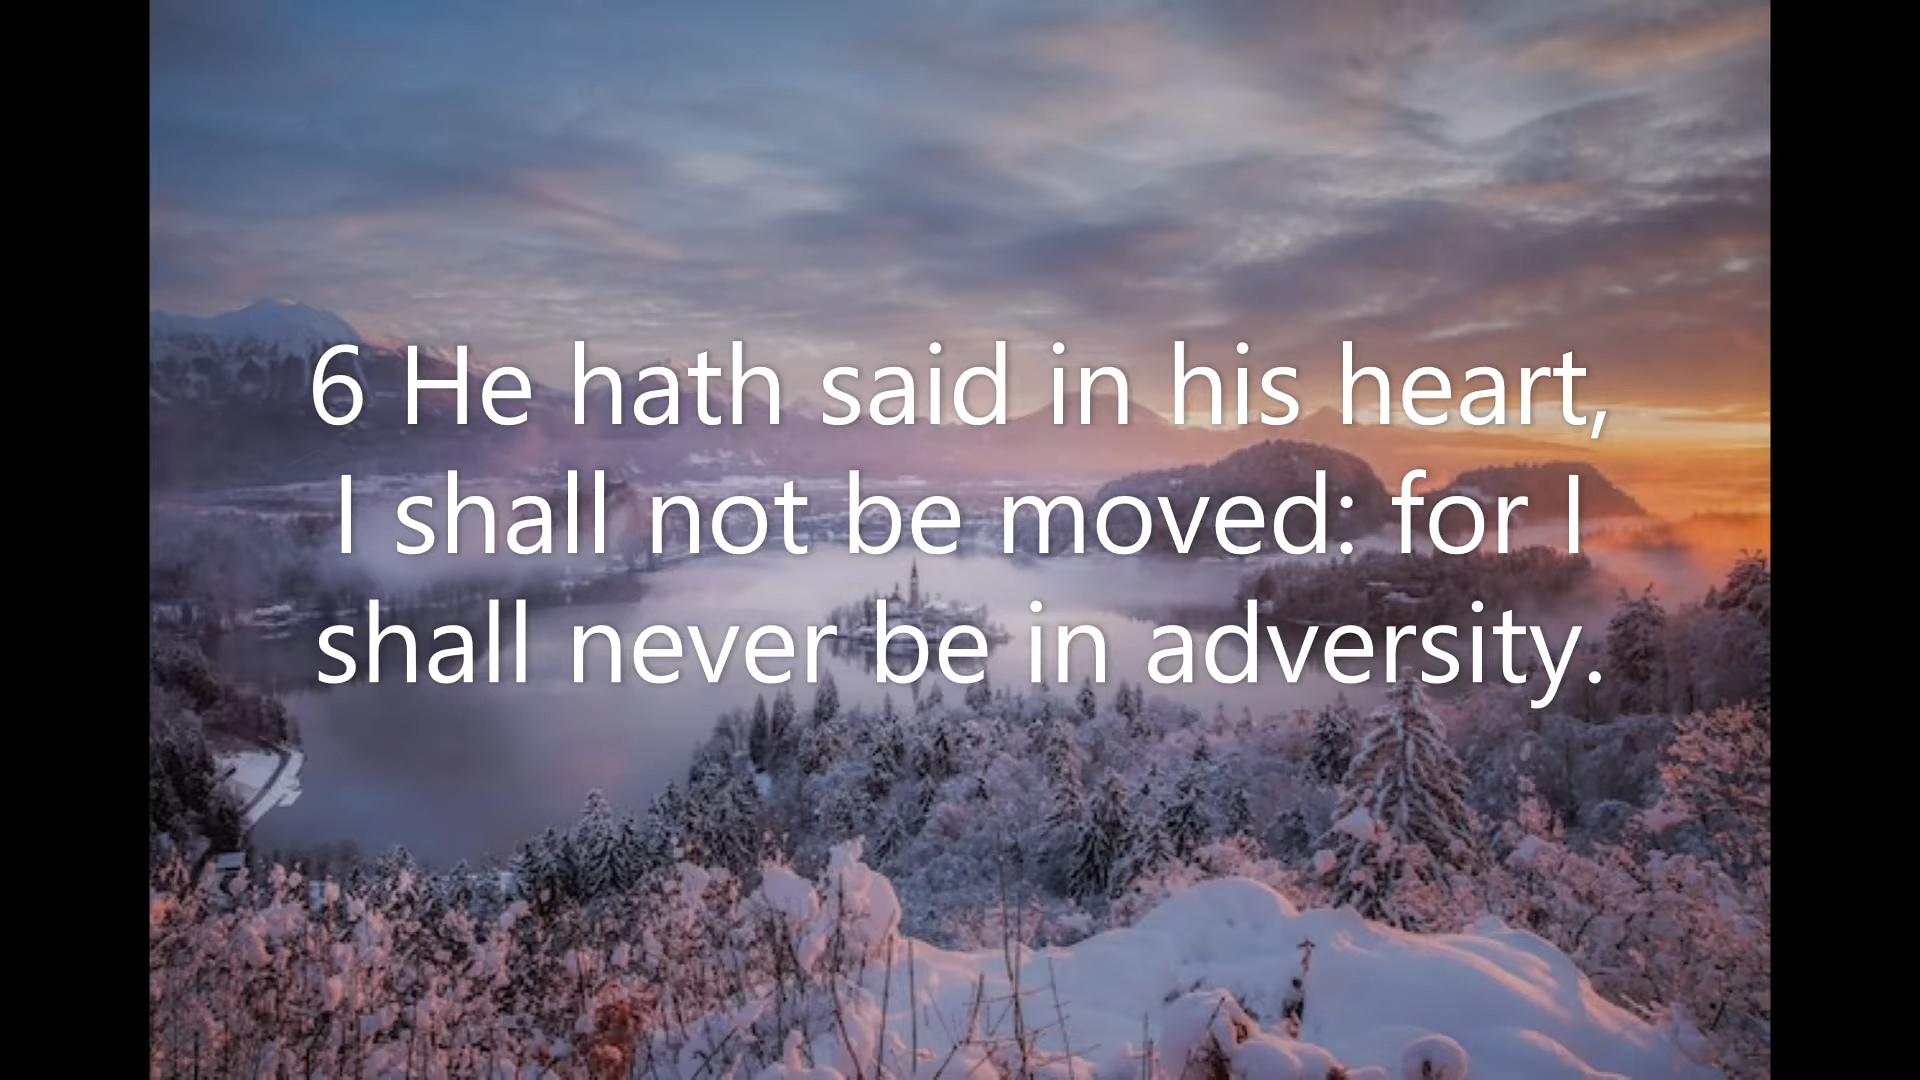 6 He hath said in his heart,
I shall not be moved: for I
shall never be in adversity.